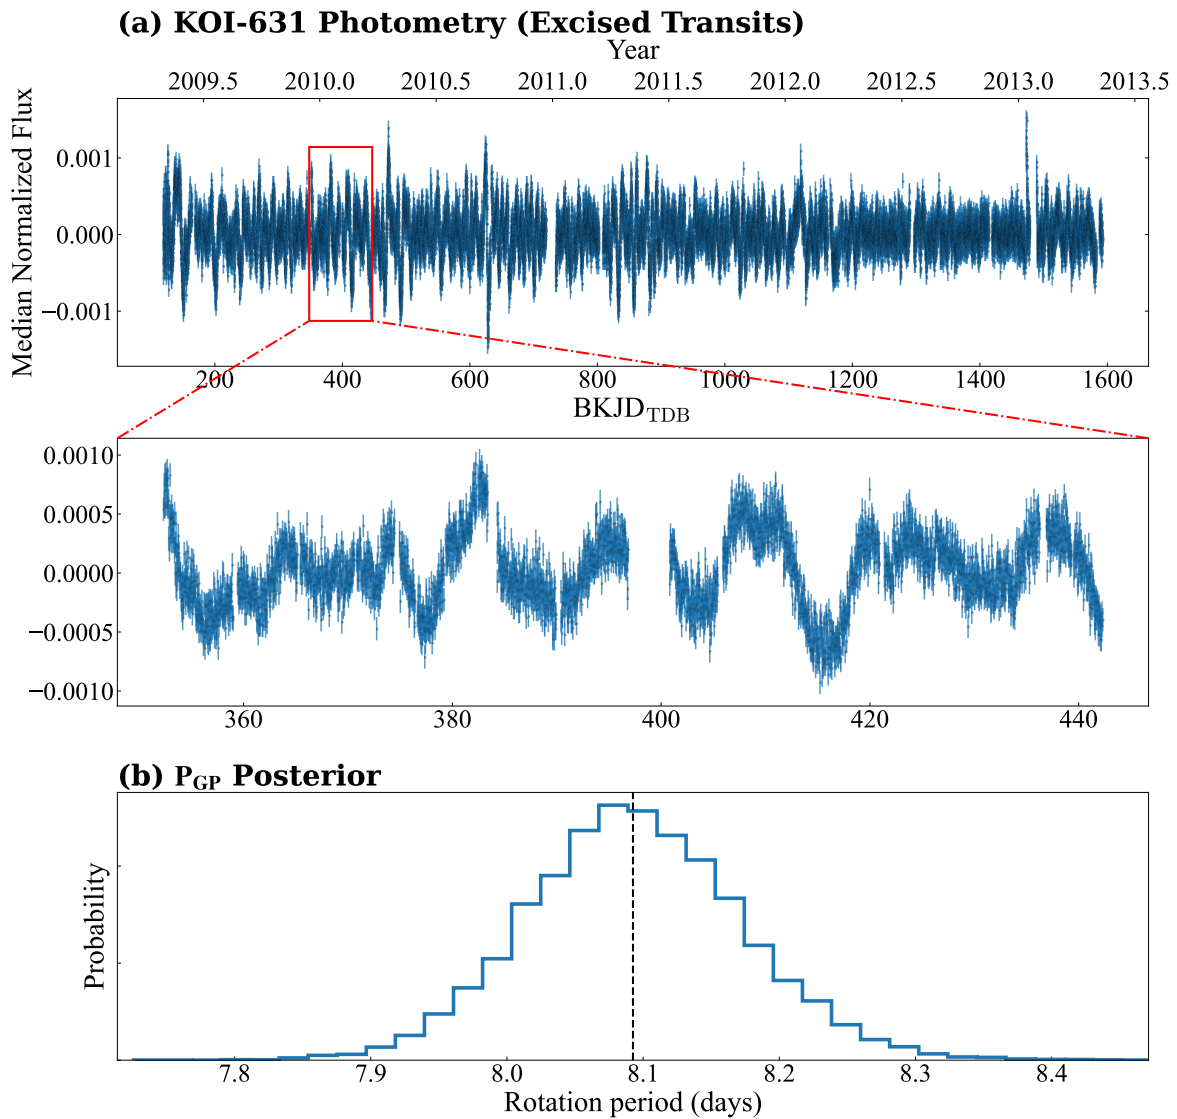 (a) KOI-631 Photometry (Excised Transits)
Year
2009.5 2010.0 2010.5 2011.0 2011.5 2012.0 2012.5 2013.0 2013.5
Median Normalized Flux
0.001
0.000
−0.001
200 400 600 800 1000 1200 1400 1600
BKJD_TDB
0.0010
0.0005
0.0000
−0.0005
−0.0010
360 380 400 420 440
(b) P_GP Posterior
Probability
7.8 7.9 8.0 8.1 8.2 8.3 8.4
Rotation period (days)